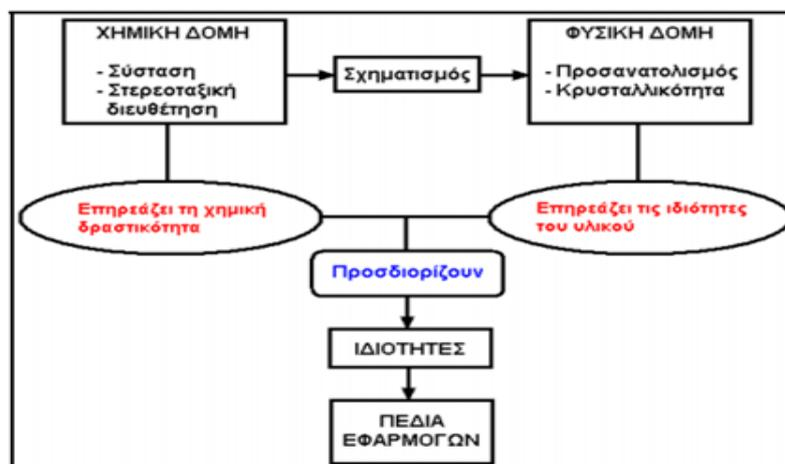 ΧΗΜΙΚΗ ΔΟΜΗ
- Σύσταση
- Στερεοταξική
διευθέτηση
Σχηματισμός
ΦΥΣΙΚΗ ΔΟΜΗ
- Προσανατολισμός
- Κρυσταλλικότητα
Επηρεάζει τη χημική
δραστικότητα
Επηρεάζει τις ιδιότητες
του υλικού
Προσδιορίζουν
ΙΔΙΟΤΗΤΕΣ
ΠΕΔΙΑ
ΕΦΑΡΜΟΓΩΝ